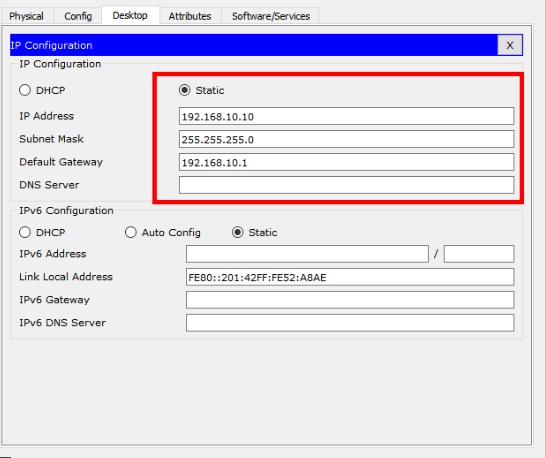 Physical Config Desktop Attributes Software/Services
IP Configuration X
IP Configuration
DHCP Static
IP Address 192.168.10.10
Subnet Mask 255.255.255.0
Default Gateway 192.168.10.1
DNS Server
IPv6 Configuration
DHCP Auto Config Static
IPv6 Address /
Link Local Address FE80::201:42FF:FE52:A8AE
IPv6 Gateway
IPv6 DNS Server